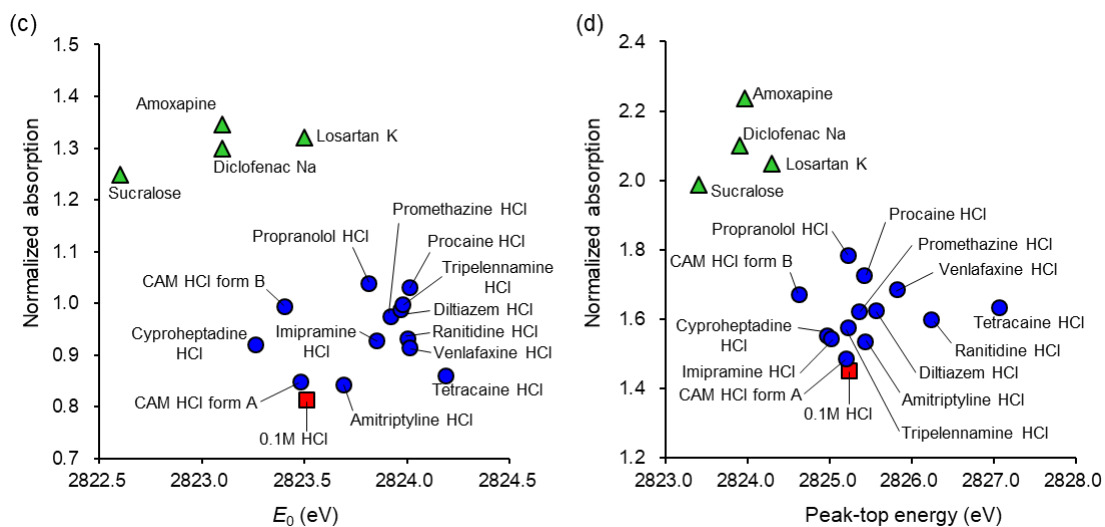 (c)
1.5
1.4
1.3
1.2
1.1
1.0
0.9
0.8
0.7
Normalized absorption
Amoxapine
Losartan K
Diclofenac Na
Sucralose
Promethazine HCl
Propranolol HCl
Procaine HCl
Tripelennamine
HCl
CAM HCl form B
Diltiazem HCl
Cyproheptadine
HCl
Imipramine
HCl
Ranitidine HCl
Venlafaxine HCl
Tetracaine HCl
CAM HCl form A
Amitriptyline HCl
0.1M HCl
2822.5
2823.0
2823.5
2824.0
2824.5
E0 (eV)
(d)
2.4
2.2
2.0
1.8
1.6
1.4
1.2
Normalized absorption
Amoxapine
Diclofenac Na
Losartan K
Sucralose
Procaine HCl
Propranolol HCl
Promethazine HCl
CAM HCl form B
Venlafaxine HCl
Cyproheptadine
HCl
Tetracaine HCl
Ranitidine HCl
Imipramine HCl
Diltiazem HCl
CAM HCl form A
Amitriptyline HCl
0.1M HCl
Tripelennamine HCl
2823.0
2824.0
2825.0
2826.0
2827.0
2828.0
Peak-top energy (eV)